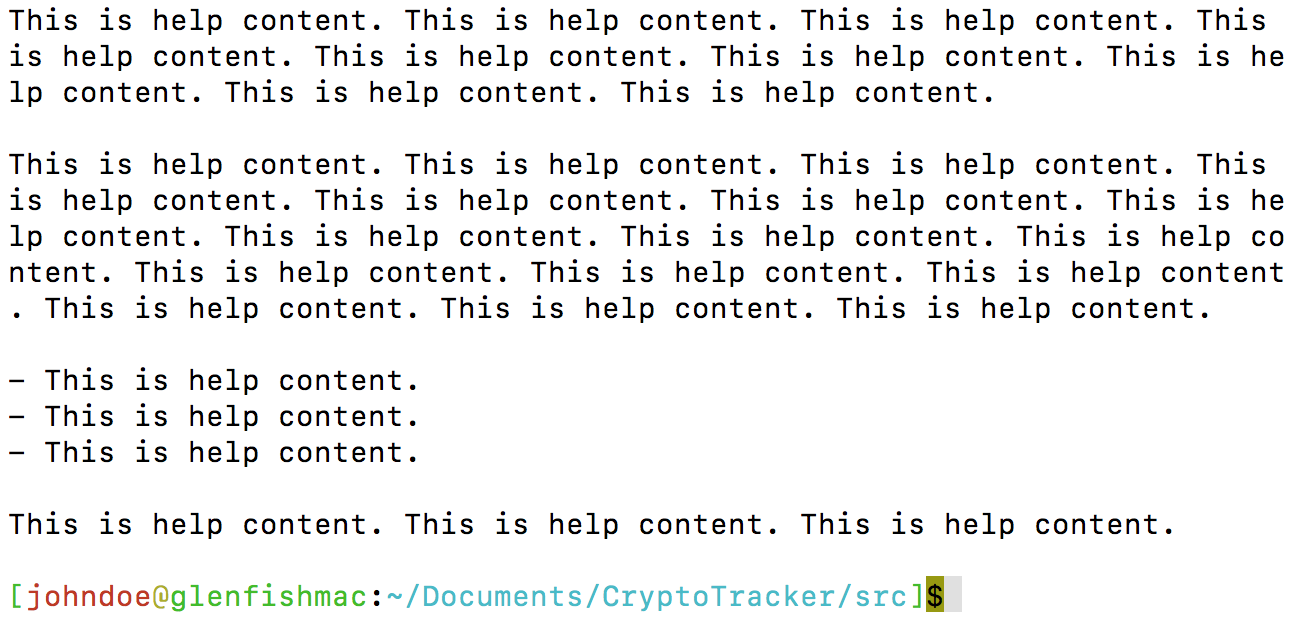 This is help content. This is help content. This is help content. This
is help content. This is help content. This is help content. This is he
lp content. This is help content. This is help content.

This is help content. This is help content. This is help content. This
is help content. This is help content. This is help content. This is he
lp content. This is help content. This is help content. This is help co
ntent. This is help content. This is help content. This is help content
. This is help content. This is help content. This is help content.

- This is help content.
- This is help content.
- This is help content.

This is help content. This is help content. This is help content.

[johndoe@glenfishmac:~/Documents/CryptoTracker/src]$